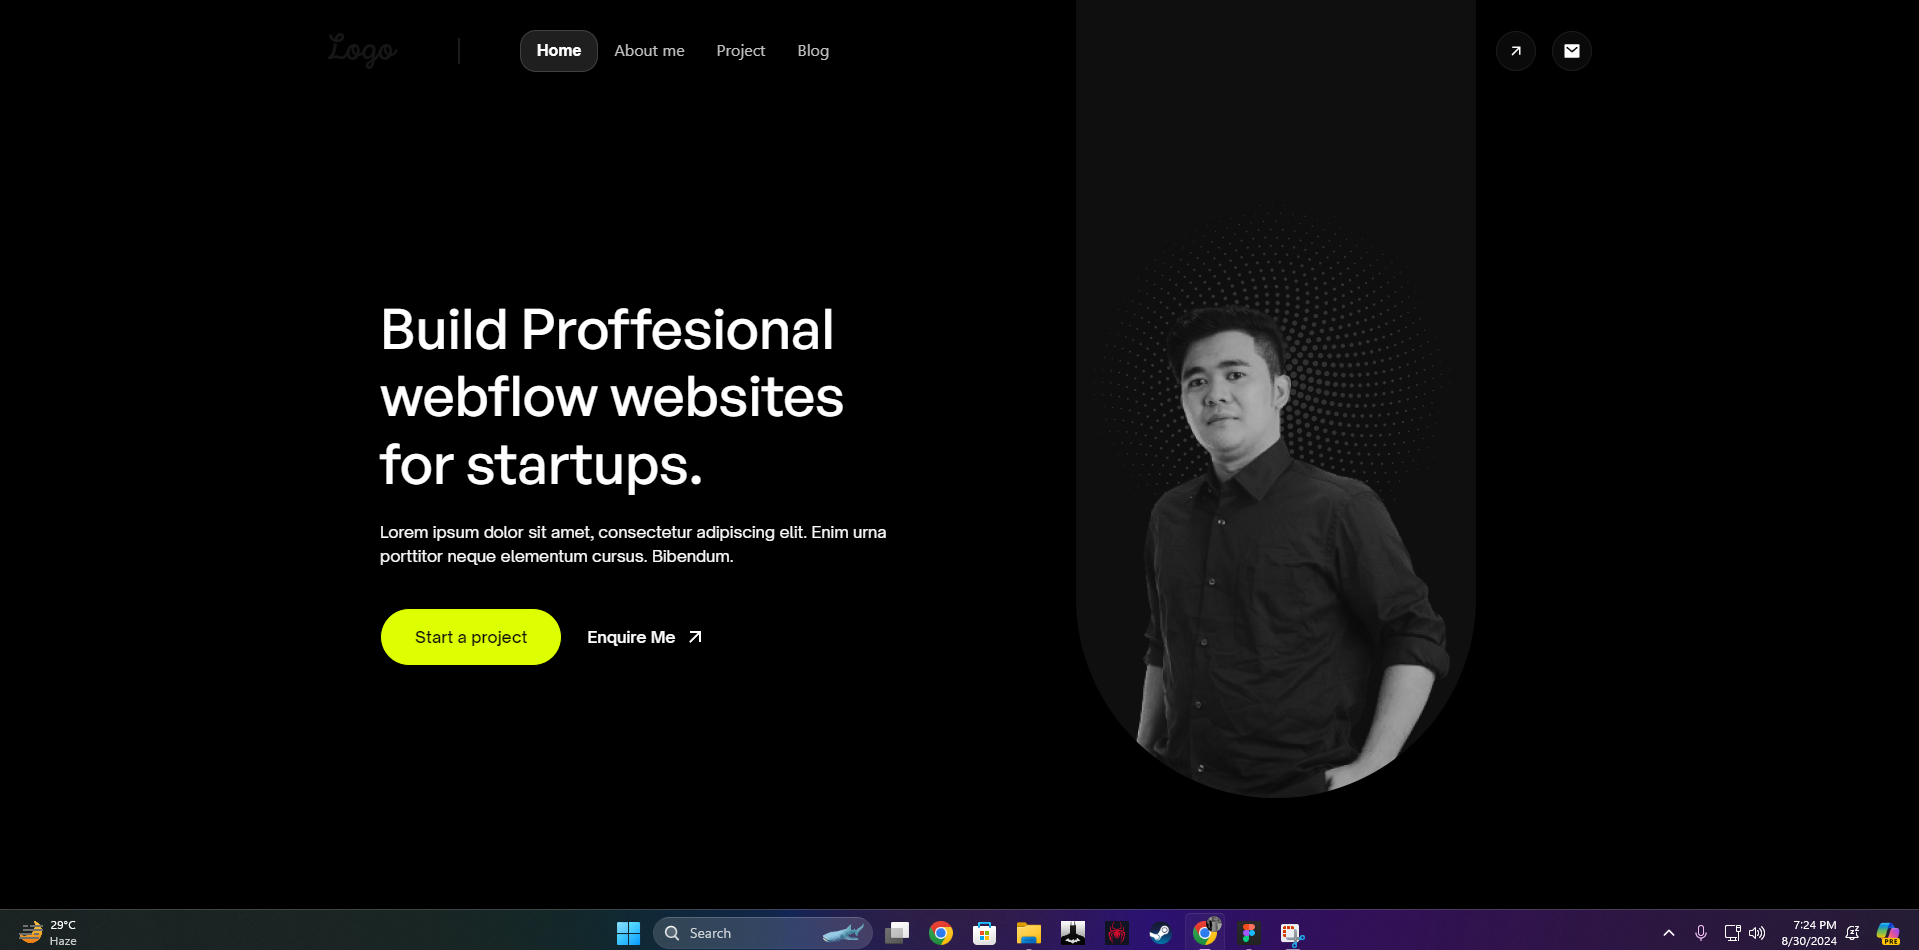 Logo
Home
About me
Project
Blog
Build Proffesional
webflow websites
for startups.
Lorem ipsum dolor sit amet, consectetur adipiscing elit. Enim urna
porttitor neque elementum cursus. Bibendum.
Start a project
Enquire Me
29°C
Haze
Search
PRE
7:24 PM
8/30/2024